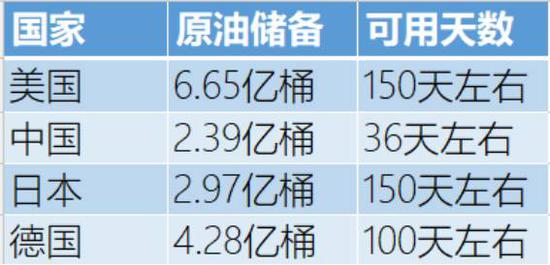 国家 原油储备 可用天数
美国 6.65亿桶 150天左右
中国 2.39亿桶 36天左右
日本 2.97亿桶 150天左右
德国 4.28亿桶 100天左右